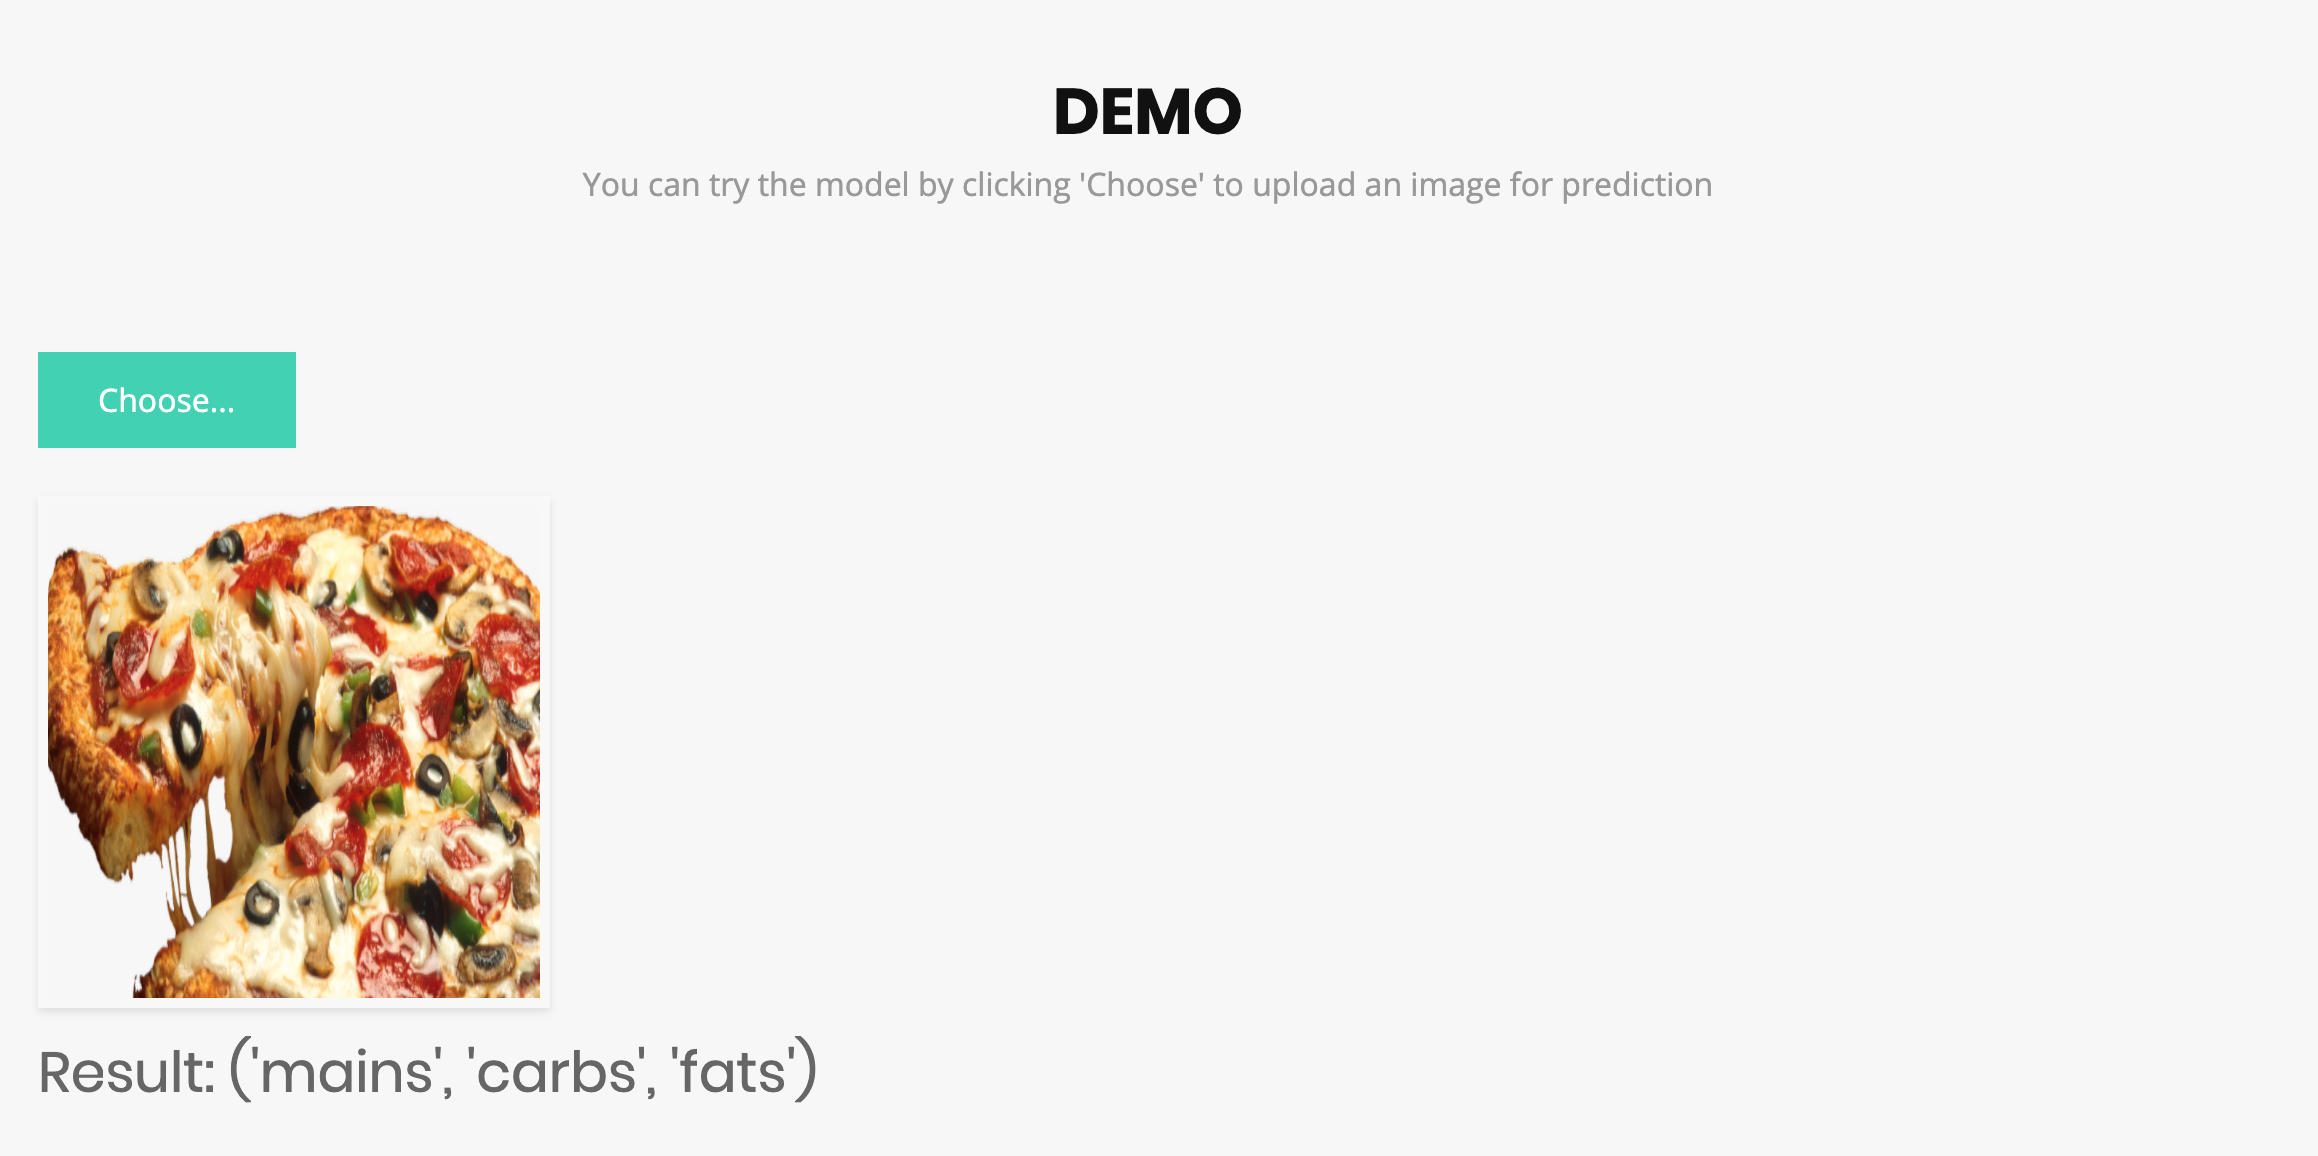 DEMO
You can try the model by clicking 'Choose' to upload an image for prediction
Choose...
Result: ('mains', 'carbs', 'fats')